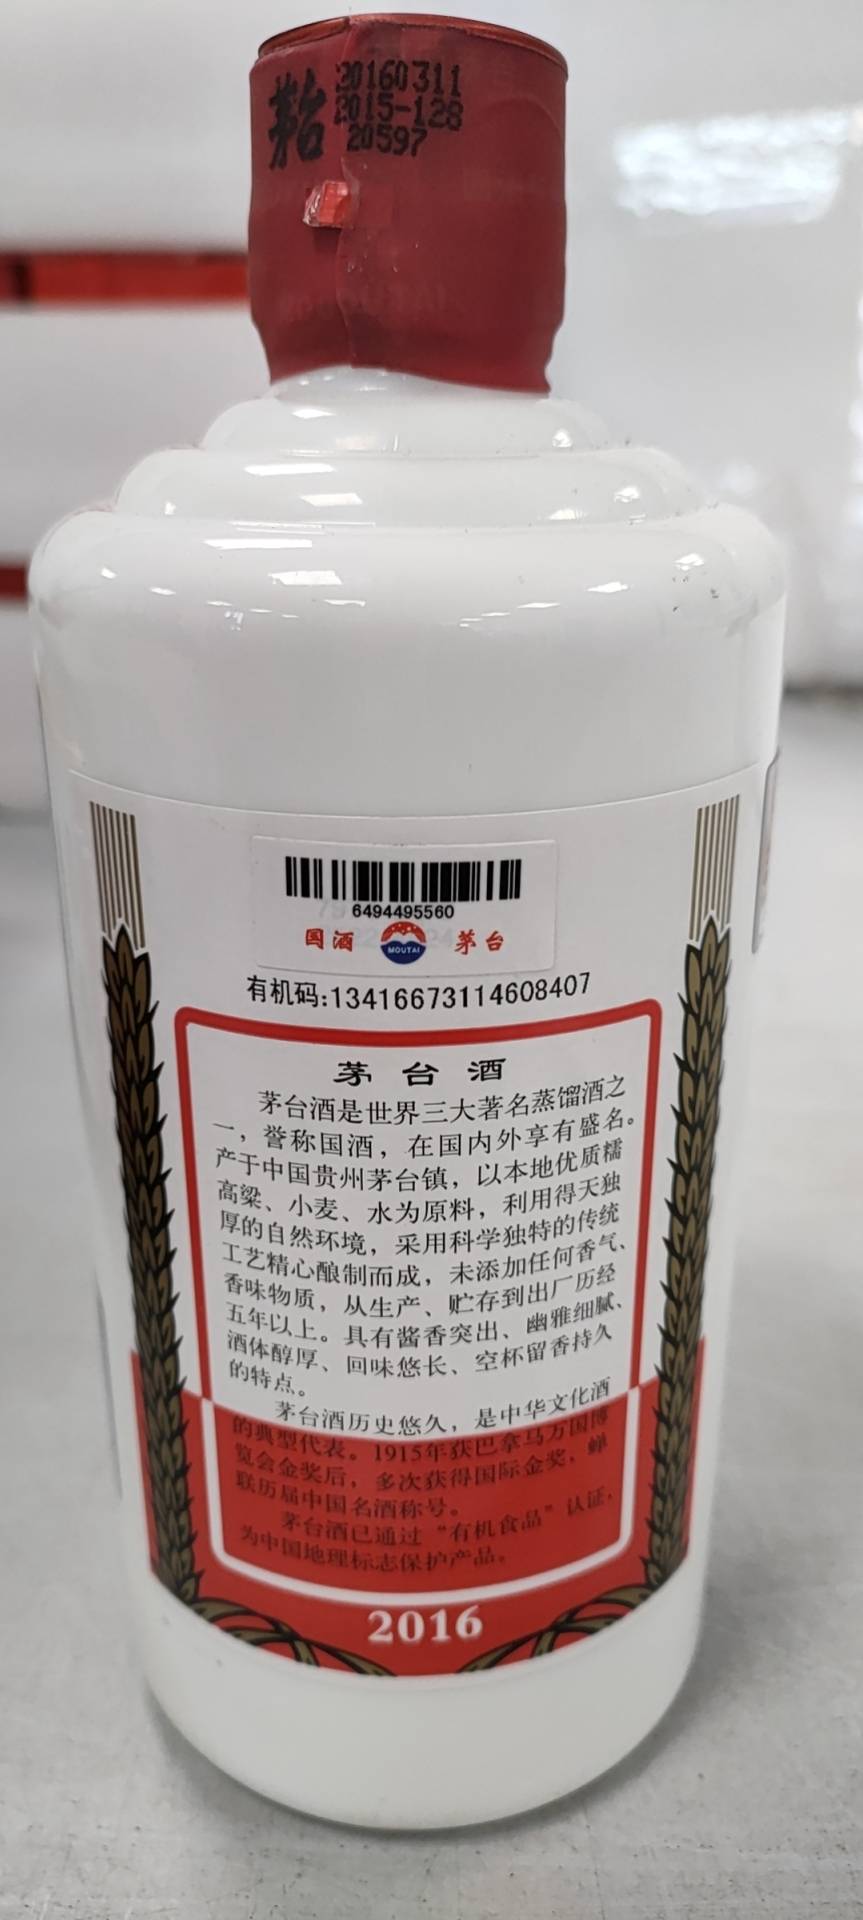 茅台
20160311
2015-128
20597
6494495560
国酒 MOUTAI 茅台
有机码:13416673114608407
茅台酒
茅台酒是世界三大著名蒸馏酒之
一，誉称国酒，在国内外享有盛名。
产于中国贵州茅台镇，以本地优质糯
高粱、小麦、水为原料，利用得天独
厚的自然环境，采用科学独特的传统
工艺精心酿制而成，未添加任何香气、
香味物质，从生产、贮存到出厂历经
五年以上。具有酱香突出、幽雅细腻、
酒体醇厚、回味悠长、空杯留香持久
的特点。
茅台酒历史悠久，是中华文化酒
的典型代表。1915年获巴拿马万国博
览会金奖后，多次获得国际金奖，蝉
联历届中国名酒称号。
茅台酒已通过“有机食品”认证，
为中国地理标志保护产品。
2016